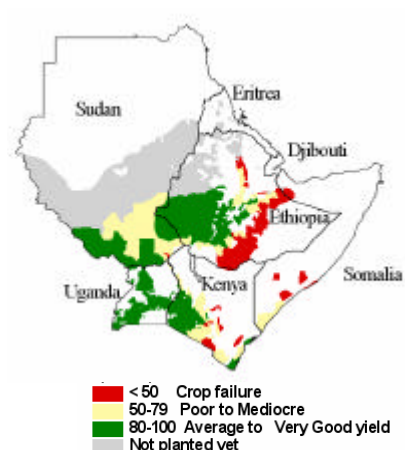 Sudan
Eritrea
Djibouti
Ethiopia
Somalia
Uganda
Kenya
< 50 Crop failure
50-79 Poor to Mediocre
80-100 Average to Very Good yield
Not planted yet